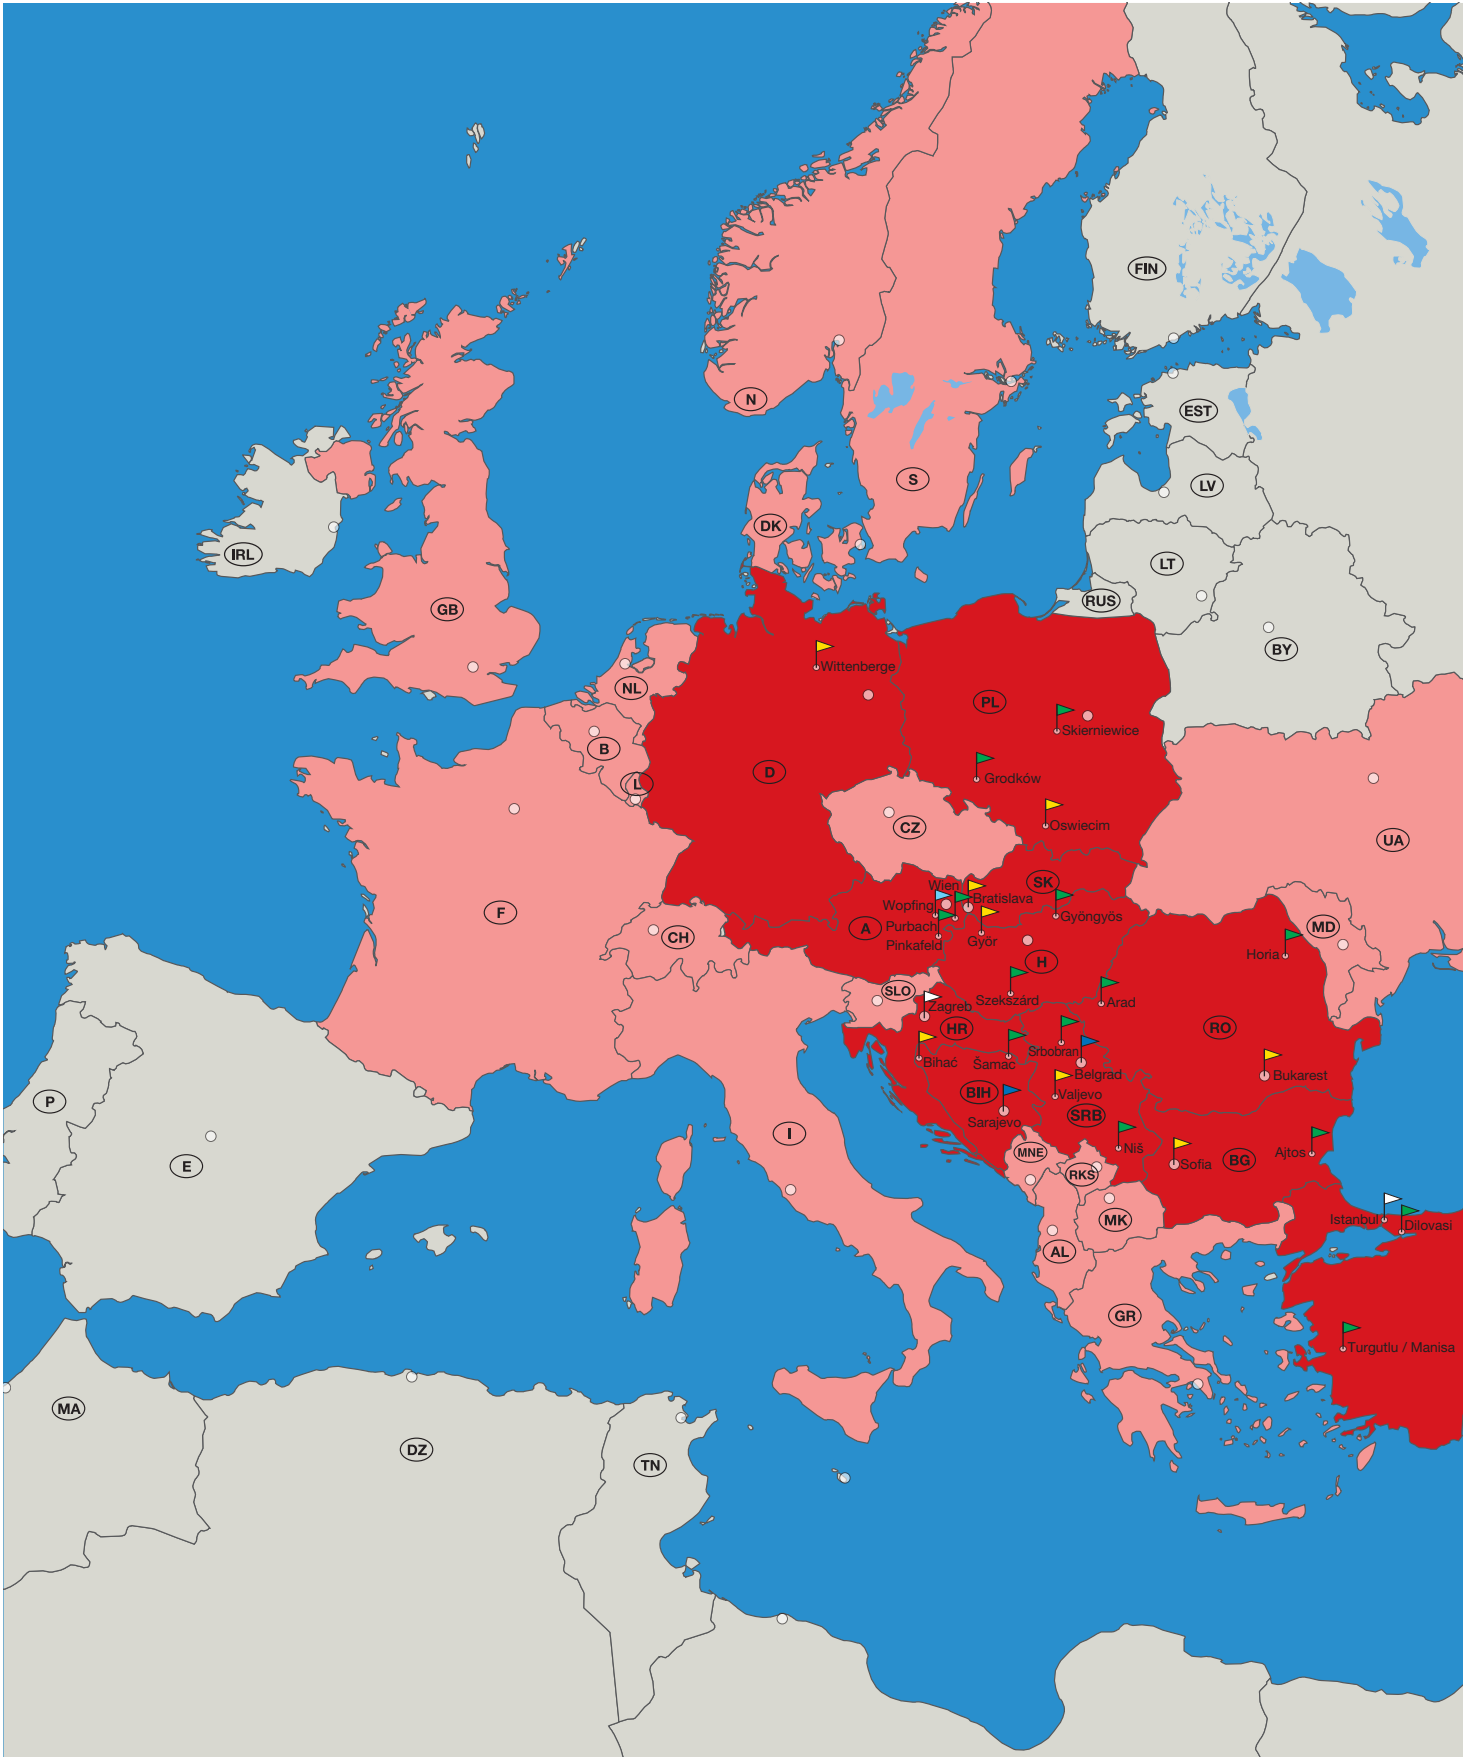 FIN
N
EST
S
LV
DK
IRL
LT
RUS
GB
BY
Wittenberge
NL
PL
Skierniewice
B
D
L
Grodków
CZ
Oswiecim
UA
SK
Wien
Bratislava
Wopfing
F
Gyöngyös
Purbach
A
MD
CH
Györ
Pinkafeld
Horia
H
SLO
Szekszárd
Arad
Zagreb
HR
RO
Srbobran
Bihać
Šamac
Belgrad
Bukarest
BIH
Valjevo
P
SRB
Sarajevo
I
Niš
MNE
Ajtos
BG
Sofia
E
RKS
MK
Istanbul
Dilovasi
AL
GR
Turgutlu / Manisa
MA
DZ
TN